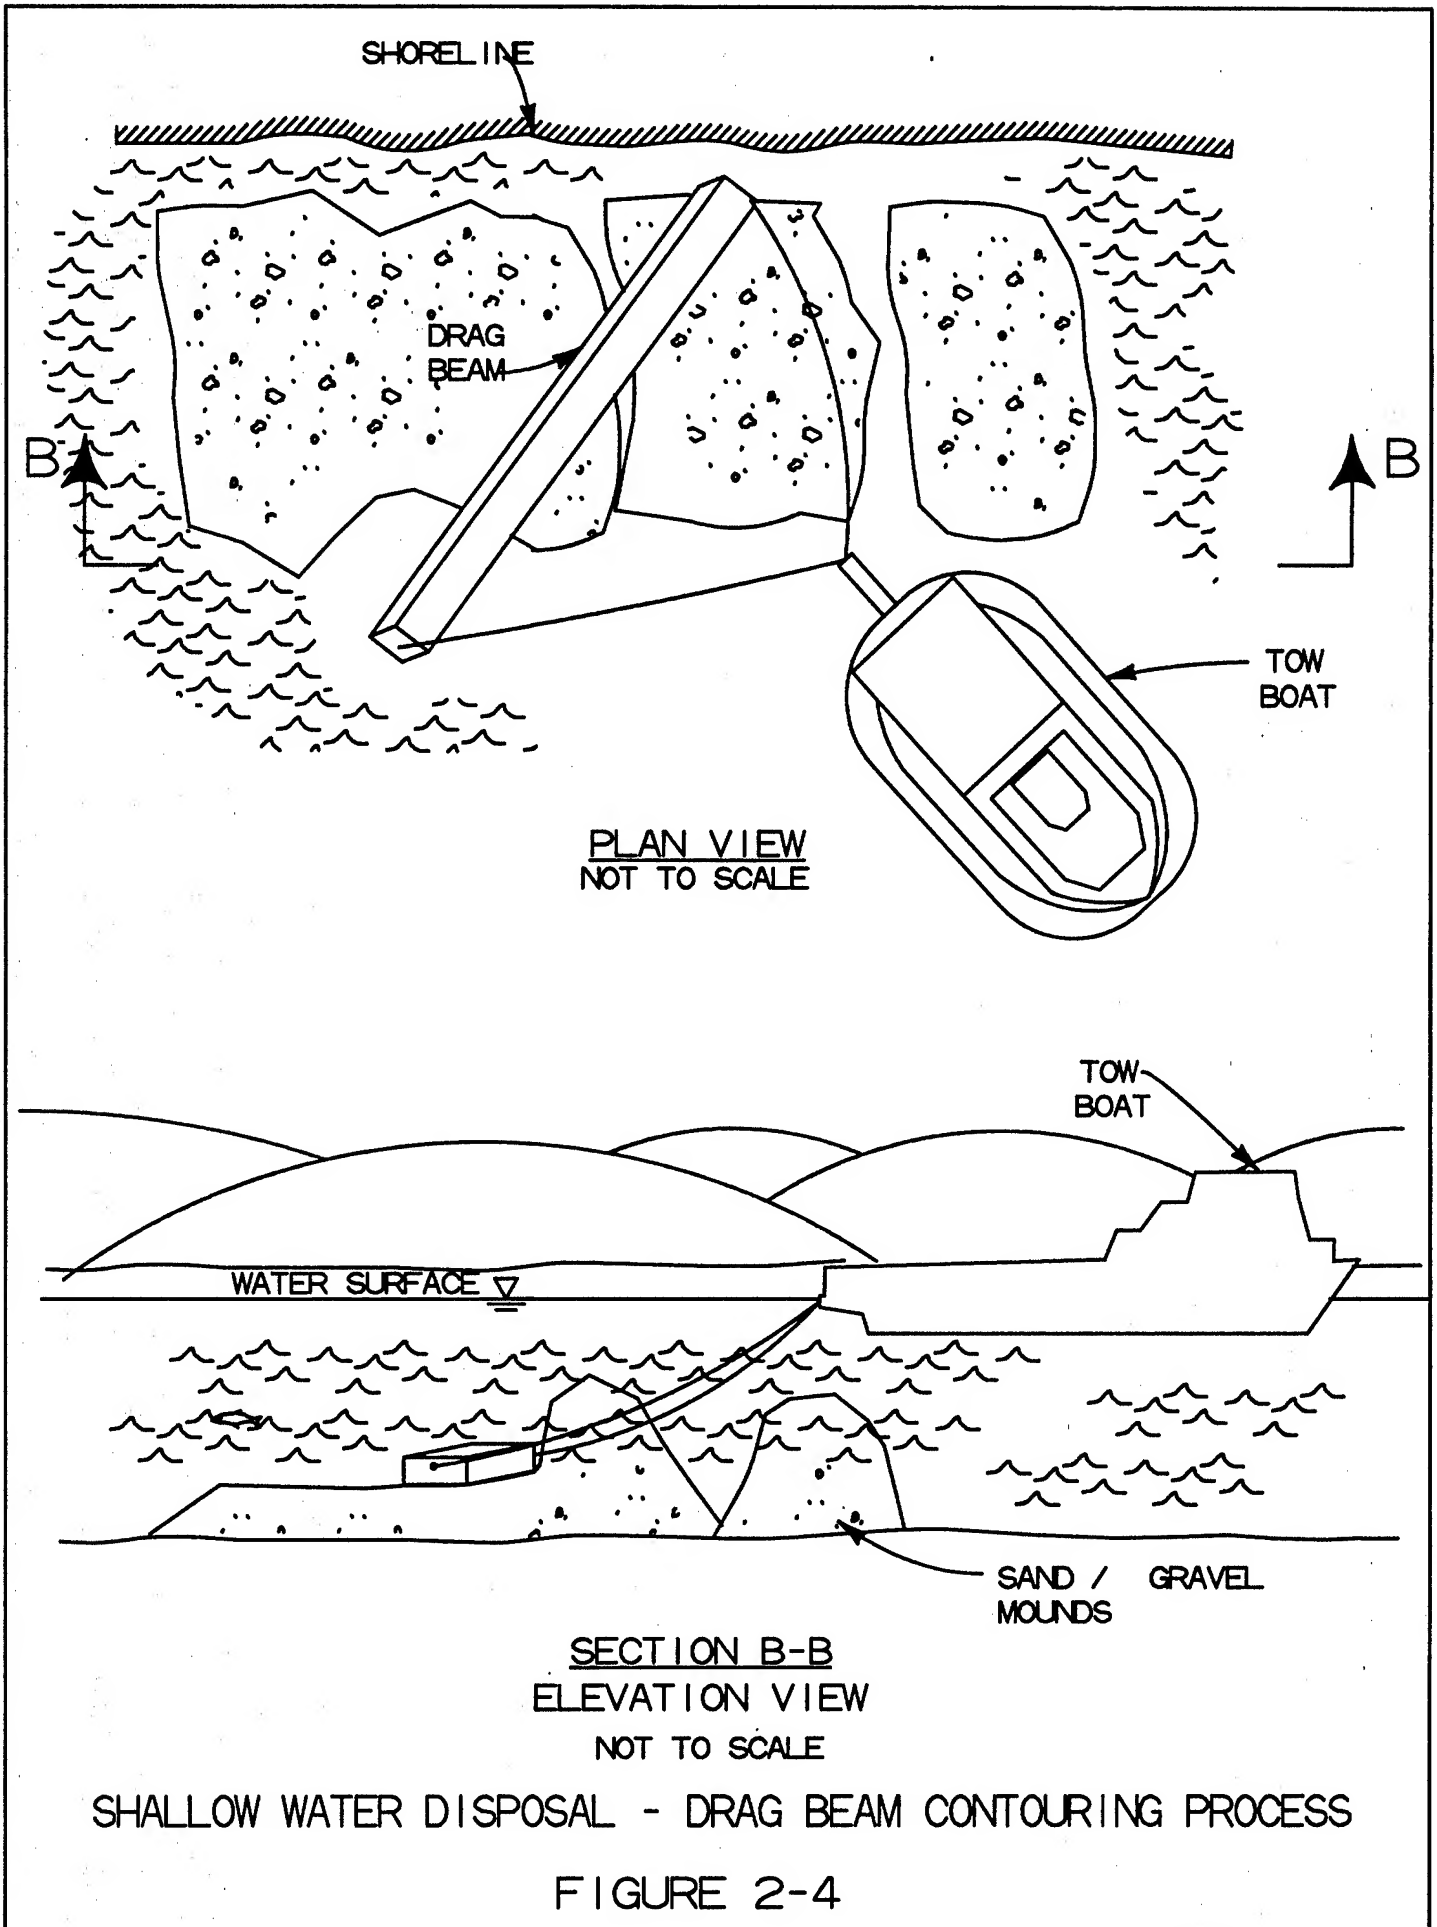 SHORELINE
DRAG
BEAM
B
B
TOW
BOAT
PLAN VIEW
NOT TO SCALE
TOW
BOAT
WATER SURFACE
SAND / GRAVEL
MOUNDS
SECTION B-B
ELEVATION VIEW
NOT TO SCALE
SHALLOW WATER DISPOSAL - DRAG BEAM CONTOURING PROCESS
FIGURE 2-4